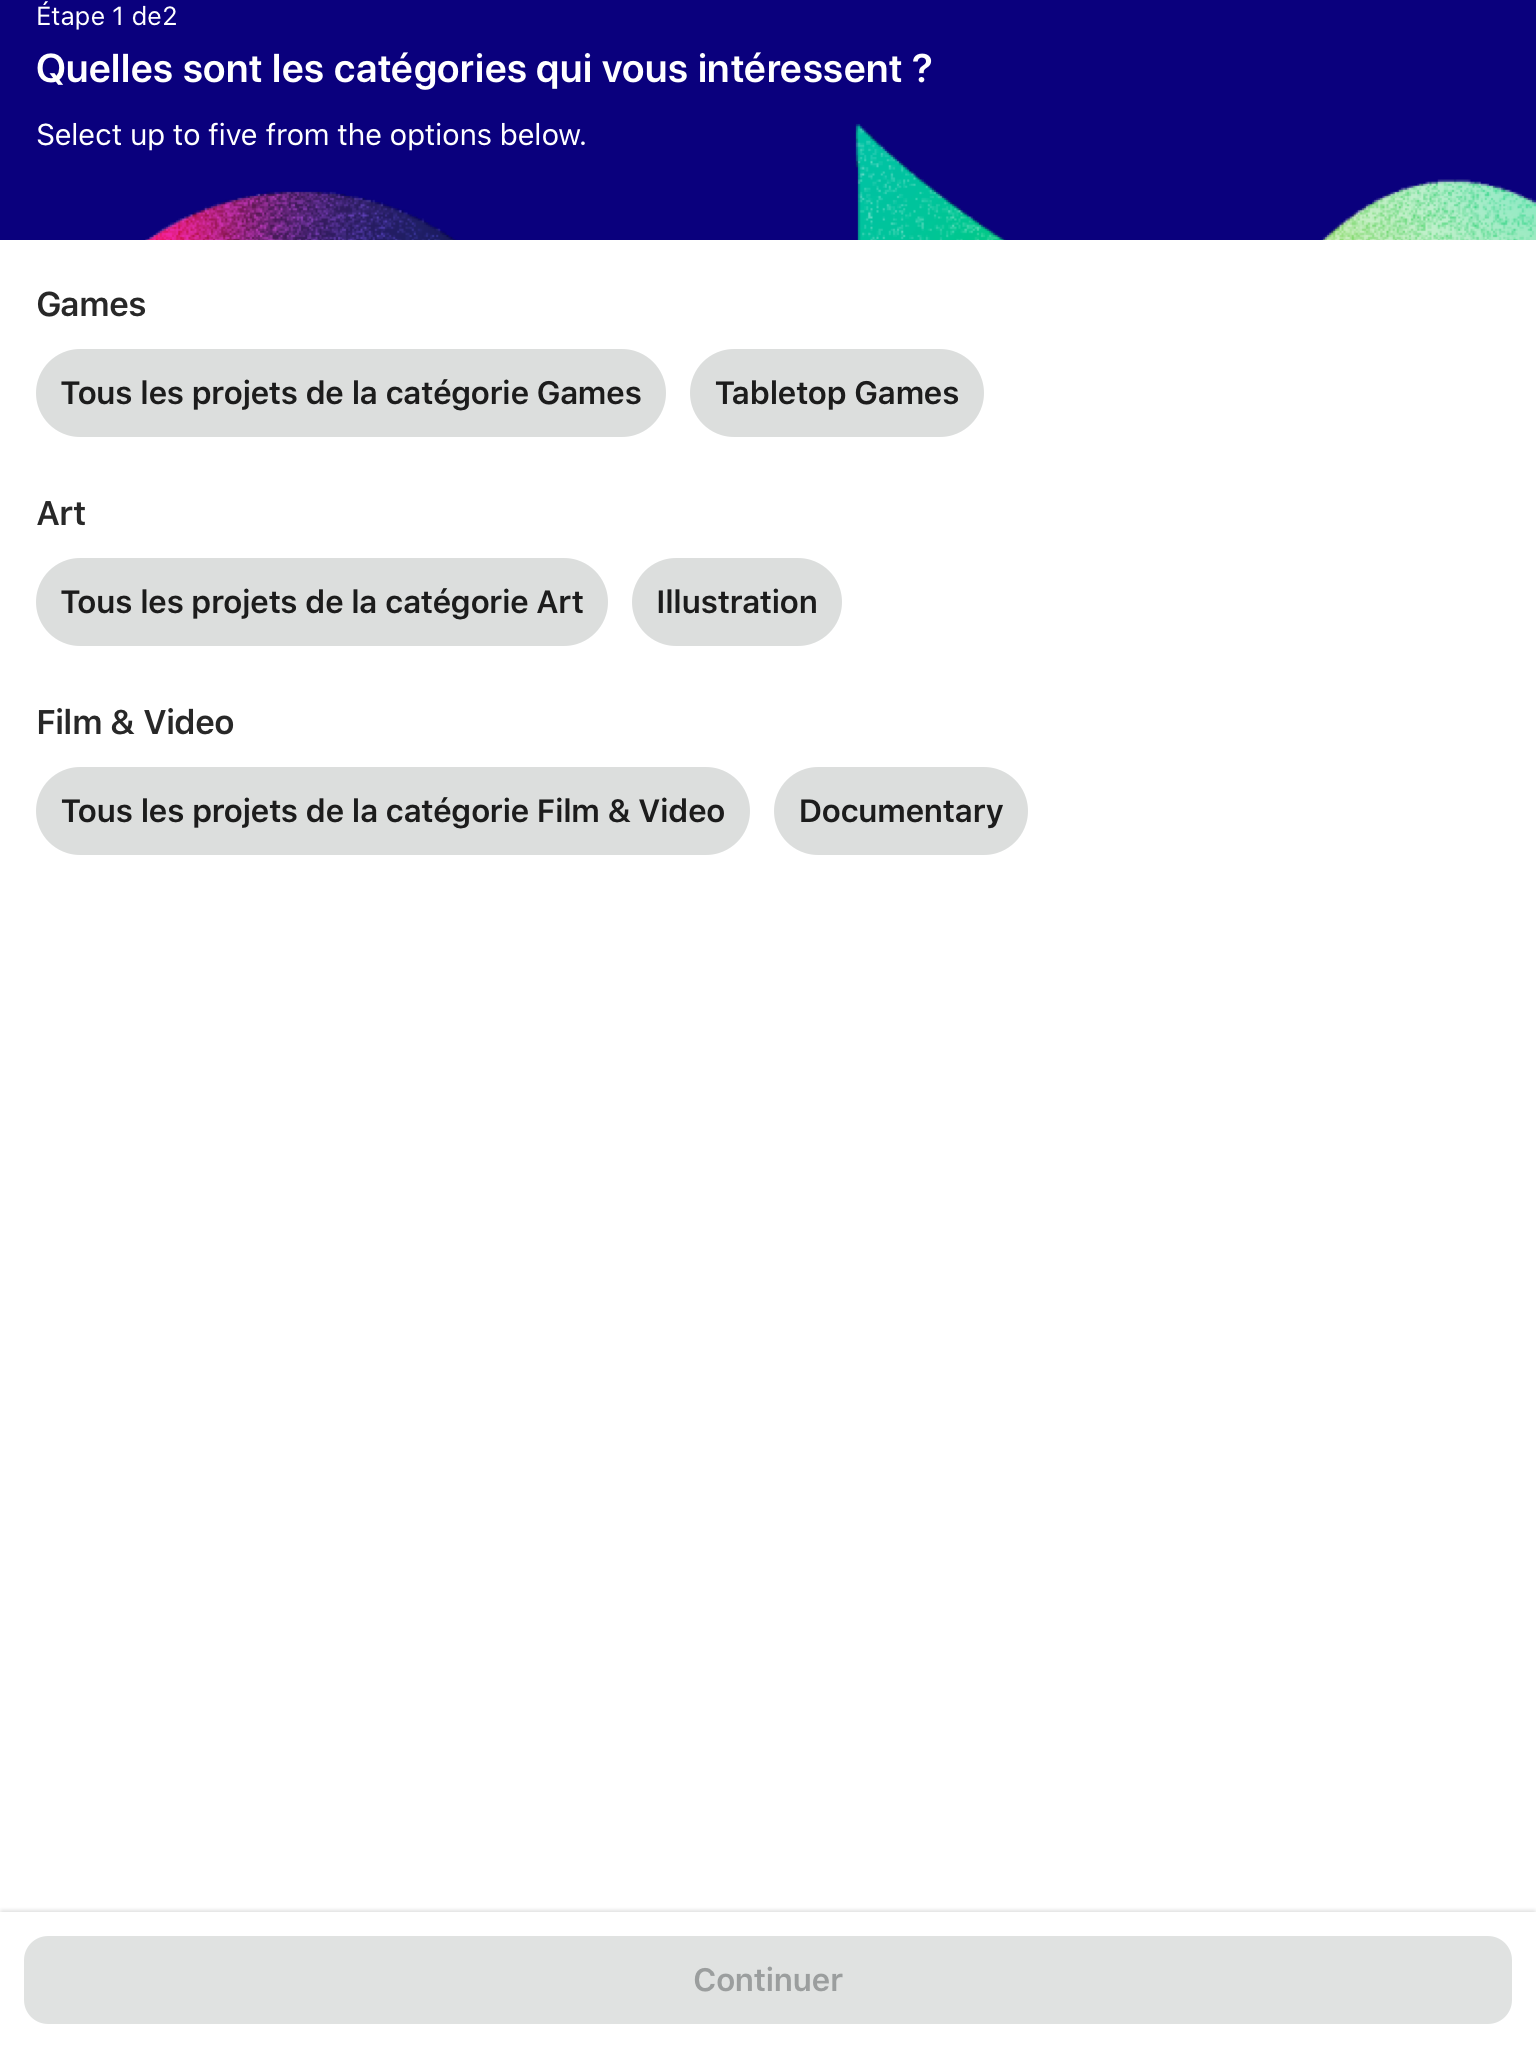 Étape 1 de2
Quelles sont les catégories qui vous intéressent ?
Select up to five from the options below.
Games
Tous les projets de la catégorie Games
Tabletop Games
Art
Tous les projets de la catégorie Art
Illustration
Film & Video
Tous les projets de la catégorie Film & Video
Documentary
Continuer